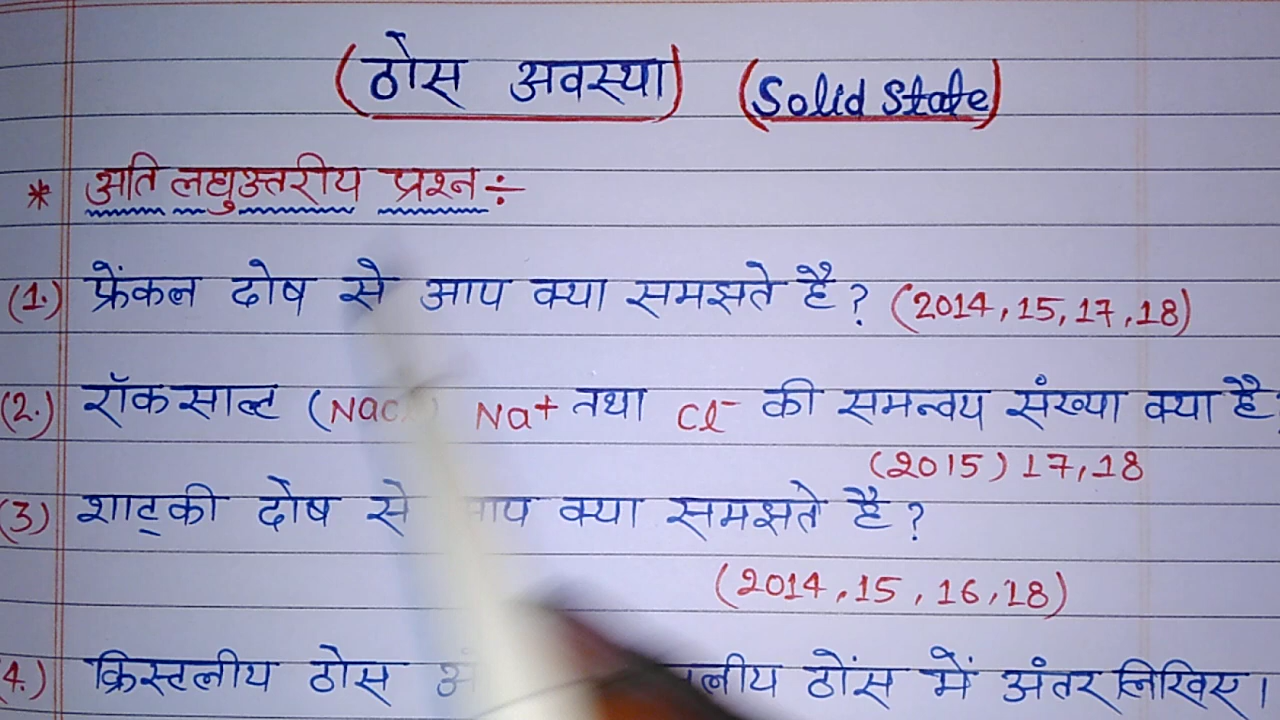 (ठोस अवस्था) (Solid State)
* अति लघुउत्तरीय प्रश्न ÷
(1.) फ्रेंकल दोष से आप क्या समझते है? (2014, 15, 17, 18)
(2.) रॉक साल्ट (NaCl) Na+ तथा Cl- की समन्वय संख्या क्या है?
(2015) 17, 18
(3) शाट्की दोष से क्या समझते है?
(2014, 15, 16, 18)
(4.) क्रिस्टलीय ठोस ठोंस में अंतर लिखिए।